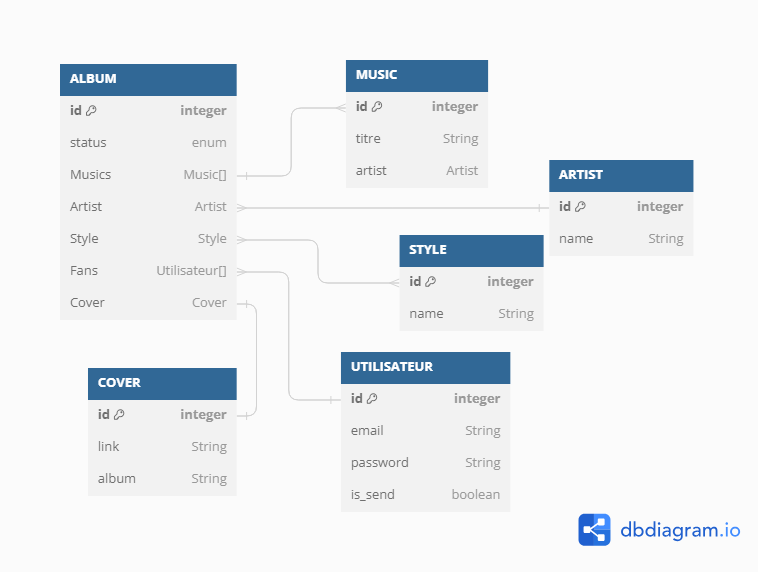 ALBUM
id integer
status enum
Musics Music[]
Artist Artist
Style Style
Fans Utilisateur[]
Cover Cover
MUSIC
id integer
titre String
artist Artist
ARTIST
id integer
name String
STYLE
id integer
name String
COVER
id integer
link String
album String
UTILISATEUR
id integer
email String
password String
is_send boolean
dbdiagram.io